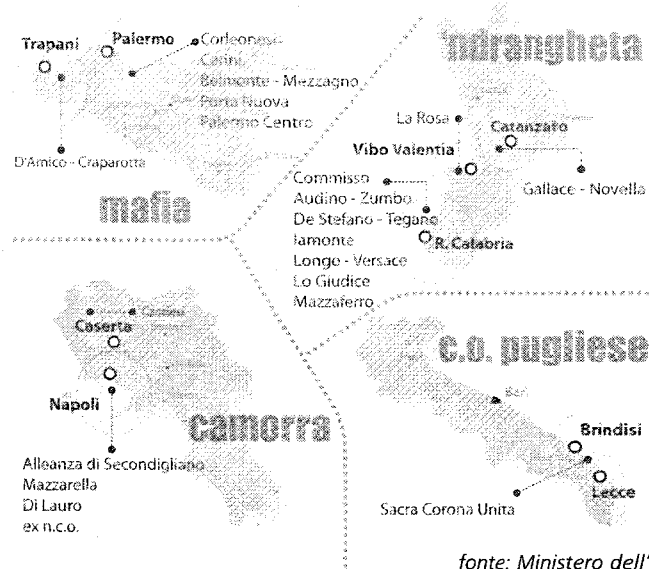 Trapani
Palermo
Corleonesi
Carini
Belmonte - Mezzagno
Porta Nuova
Palermo Centro
D'Amico - Craparotta
mafia
'ndrangheta
La Rosa
Catanzaro
Vibo Valentia
Gallace - Novella
Commisso
Audino - Zumbo
De Stefano - Tegano
Iamonte
Longo - Versace
Lo Giudice
Mazzaferro
R. Calabria
Casalesi
Caserta
Napoli
camorra
Alleanza di Secondigliano
Mazzarella
Di Lauro
ex n.c.o.
c.o. pugliese
Bari
Brindisi
Lecce
Sacra Corona Unita
fonte: Ministero dell'